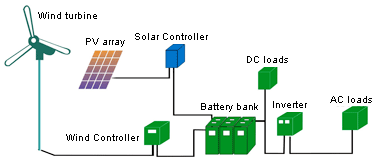 Wind turbine
PV array
Solar Controller
DC loads
Battery bank
Inverter
AC loads
Wind Controller